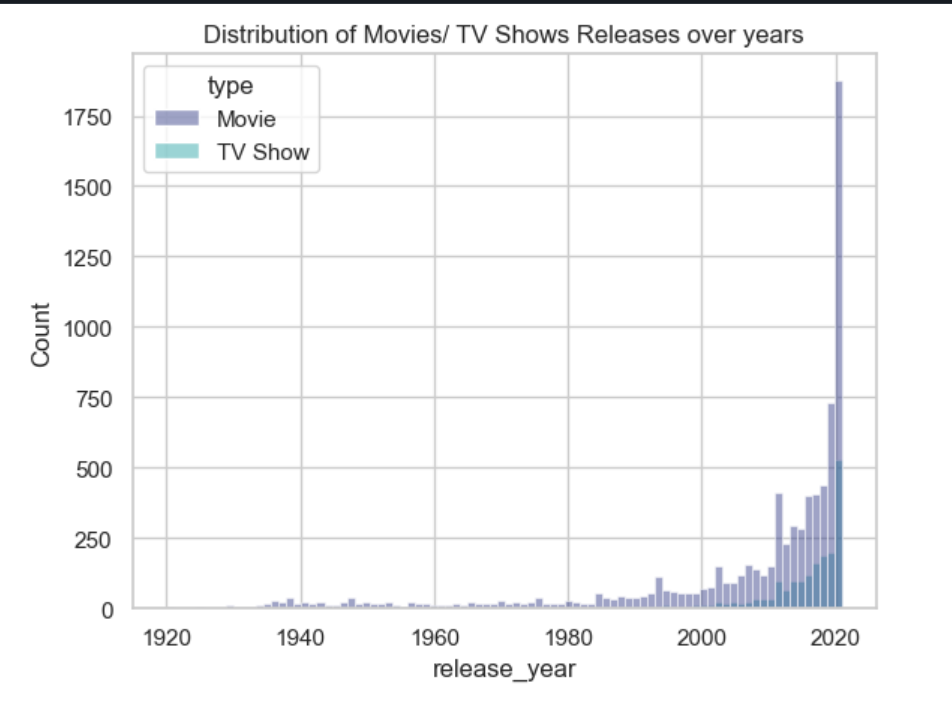 Distribution of Movies/ TV Shows Releases over years
type
Movie
TV Show
1750
1500
1250
1000
750
500
250
0
Count
1920 1940 1960 1980 2000 2020
release_year